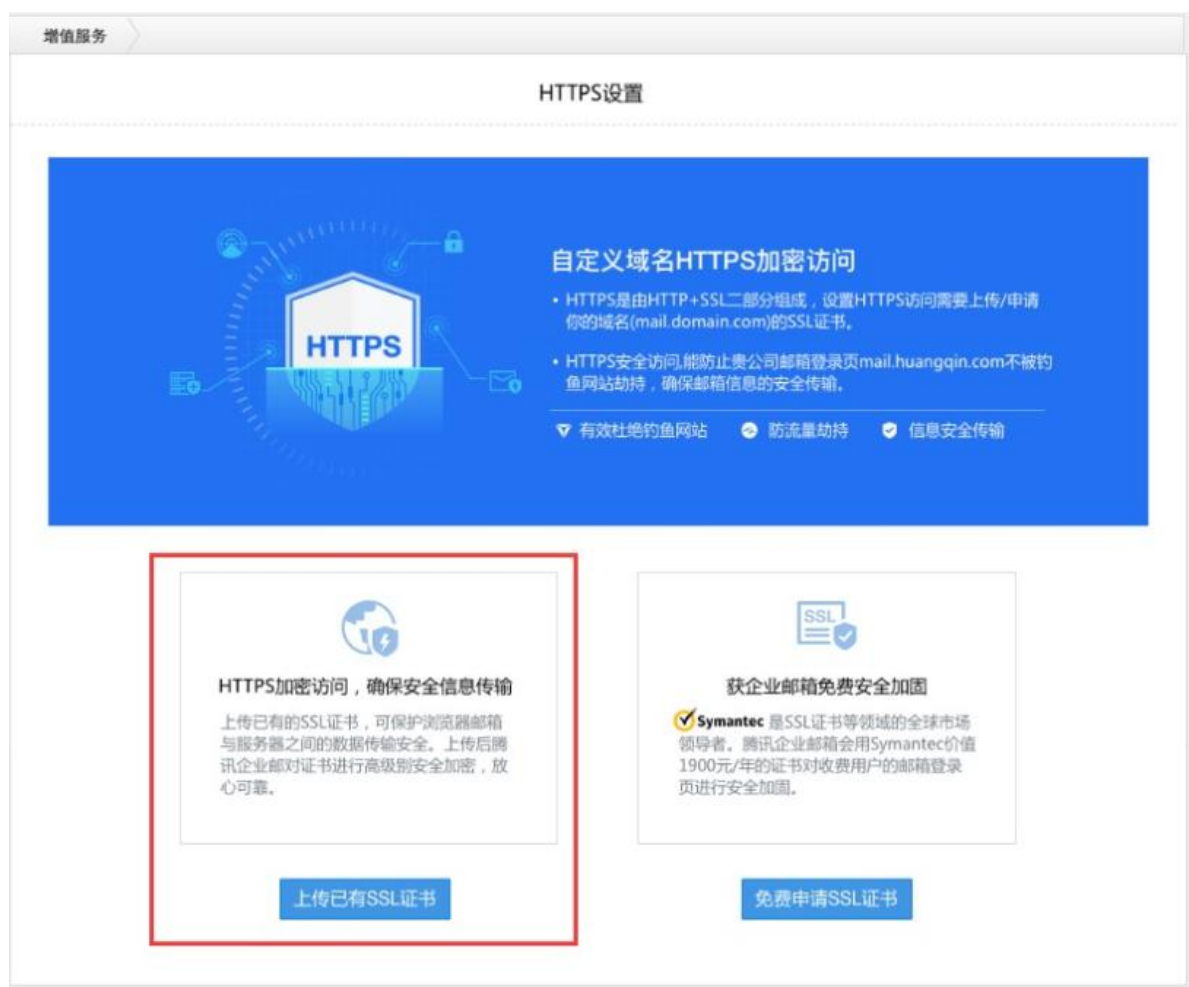 增值服务
HTTPS设置
自定义域名HTTPS加密访问
• HTTPS是由HTTP+SSL二部分组成，设置HTTPS访问需要上传/申请
你的域名(mail.domain.com)的SSL证书。
• HTTPS安全访问,能防止贵公司邮箱登录页mail.huangqin.com不被钓
鱼网站劫持，确保邮箱信息的安全传输。
有效杜绝钓鱼网站 防流量劫持 信息安全传输
HTTPS
HTTPS加密访问，确保安全信息传输
上传已有的SSL证书，可保护浏览器邮箱
与服务器之间的数据传输安全。上传后腾
讯企业邮对证书进行高级别安全加密，放
心可靠。
上传已有SSL证书
SSL
获企业邮箱免费安全加固
Symantec 是SSL证书等领域的全球市场
领导者。腾讯企业邮箱会用Symantec价值
1900元/年的证书对收费用户的邮箱登录
页进行安全加固。
免费申请SSL证书